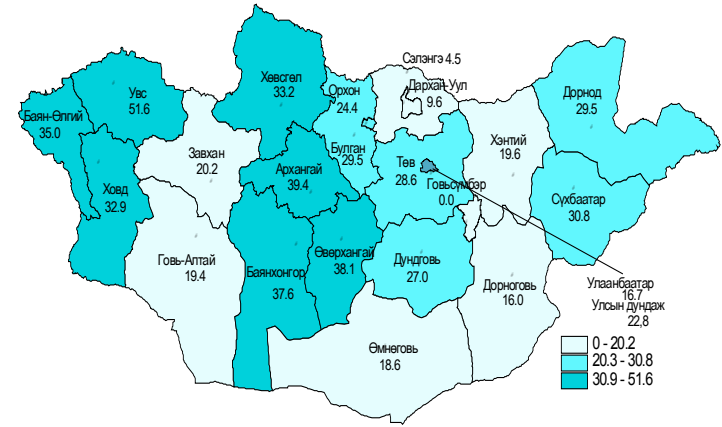 Сэлэнгэ 4.5
Хөвсгөл
33.2
Дархан-Уул
9.6
Орхон
24.4
Дорнод
29.5
Увс
51.6
Баян-Өлгий
35.0
Завхан
20.2
Булган
29.5
Төв
28.6
Хэнтий
19.6
Архангай
39.4
Говьсүмбэр
0.0
Ховд
32.9
Сүхбаатар
30.8
Говь-Алтай
19.4
Баянхонгор
37.6
Өверхангай
38.1
Дундговь
27.0
Дорноговь
16.0
Улаанбаатар
16.7
Улсын дундаж
22,8
Өмнөговь
18.6
0 - 20.2
20.3 - 30.8
30.9 - 51.6